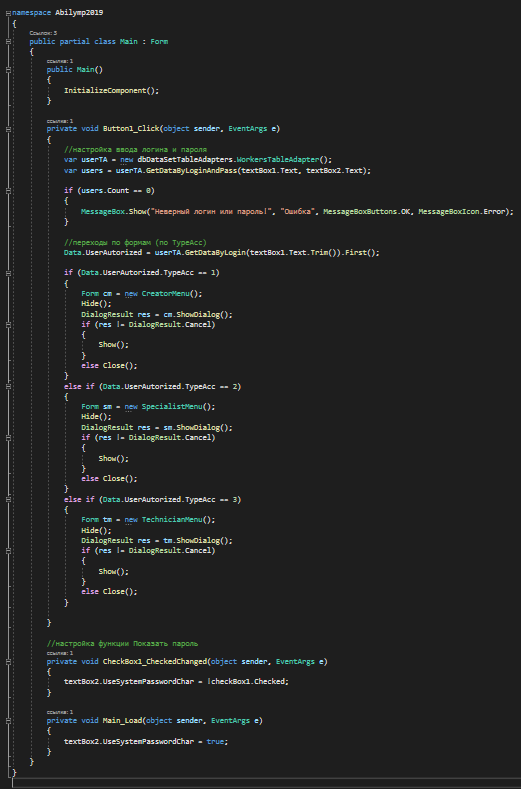 namespace Abilymp2019
{
Ссылок: 3
public partial class Main : Form
{
ссылка: 1
public Main()
{
InitializeComponent();
}
ссылка: 1
private void Button1_Click(object sender, EventArgs e)
{
//настройка ввода логина и пароля
var userTA = new dbDataSetTableAdapters.WorkersTableAdapter();
var users = userTA.GetDataByLoginAndPass(textBox1.Text, textBox2.Text);
if (users.Count == 0)
{
MessageBox.Show("Неверный логин или пароль!", "Ошибка", MessageBoxButtons.OK, MessageBoxIcon.Error);
}
//переходы по формам (по TypeAcc)
Data.UserAutorized = userTA.GetDataByLogin(textBox1.Text.Trim()).First();
if (Data.UserAutorized.TypeAcc == 1)
{
Form cm = new CreatorMenu();
Hide();
DialogResult res = cm.ShowDialog();
if (res != DialogResult.Cancel)
{
Show();
}
else Close();
}
else if (Data.UserAutorized.TypeAcc == 2)
{
Form sm = new SpecialistMenu();
Hide();
DialogResult res = sm.ShowDialog();
if (res != DialogResult.Cancel)
{
Show();
}
else Close();
}
else if (Data.UserAutorized.TypeAcc == 3)
{
Form tm = new TechnicianMenu();
Hide();
DialogResult res = tm.ShowDialog();
if (res != DialogResult.Cancel)
{
Show();
}
else Close();
}
}
//настройка функции Показать пароль
ссылка: 1
private void CheckBox1_CheckedChanged(object sender, EventArgs e)
{
textBox2.UseSystemPasswordChar = !checkBox1.Checked;
}
ссылка: 1
private void Main_Load(object sender, EventArgs e)
{
textBox2.UseSystemPasswordChar = true;
}
}
}